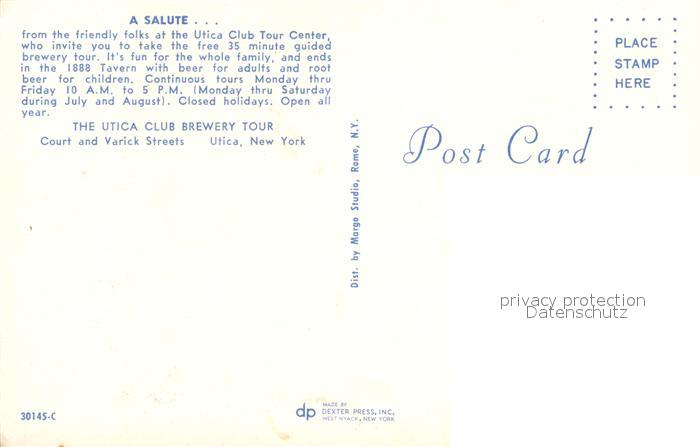 A SALUTE . . .
from the friendly folks at the Utica Club Tour Center,
who invite you to take the free 35 minute guided
brewery tour. It's fun for the whole family, and ends
in the 1888 Tavern with beer for adults and root
beer for children. Continuous tours Monday thru
Friday 10 A.M. to 5 P.M. (Monday thru Saturday
during July and August). Closed holidays. Open all
year.
THE UTICA CLUB BREWERY TOUR
Court and Varick Streets Utica, New York
Dist. by Margo Studio, Rome, N.Y.
PLACE
STAMP
HERE
Post Card
privacy protection
Datenschutz
30145-C
dp
MADE BY
DEXTER PRESS, INC.
WEST NYACK, NEW YORK